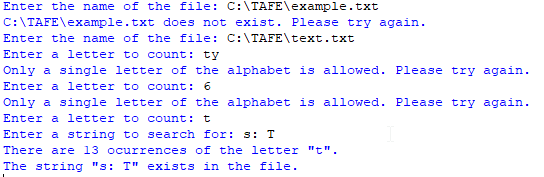 Enter the name of the file: C:\TAFE\example.txt
C:\TAFE\example.txt does not exist. Please try again.
Enter the name of the file: C:\TAFE\text.txt
Enter a letter to count: ty
Only a single letter of the alphabet is allowed. Please try again.
Enter a letter to count: 6
Only a single letter of the alphabet is allowed. Please try again.
Enter a letter to count: t
Enter a string to search for: s: T
There are 13 ocurrences of the letter "t".
The string "s: T" exists in the file.